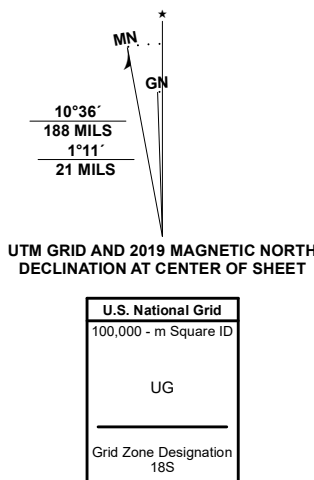 ★
MN
GN
10°36´
188 MILS
1°11´
21 MILS
UTM GRID AND 2019 MAGNETIC NORTH
DECLINATION AT CENTER OF SHEET
U.S. National Grid
100,000 - m Square ID
UG
Grid Zone Designation
18S